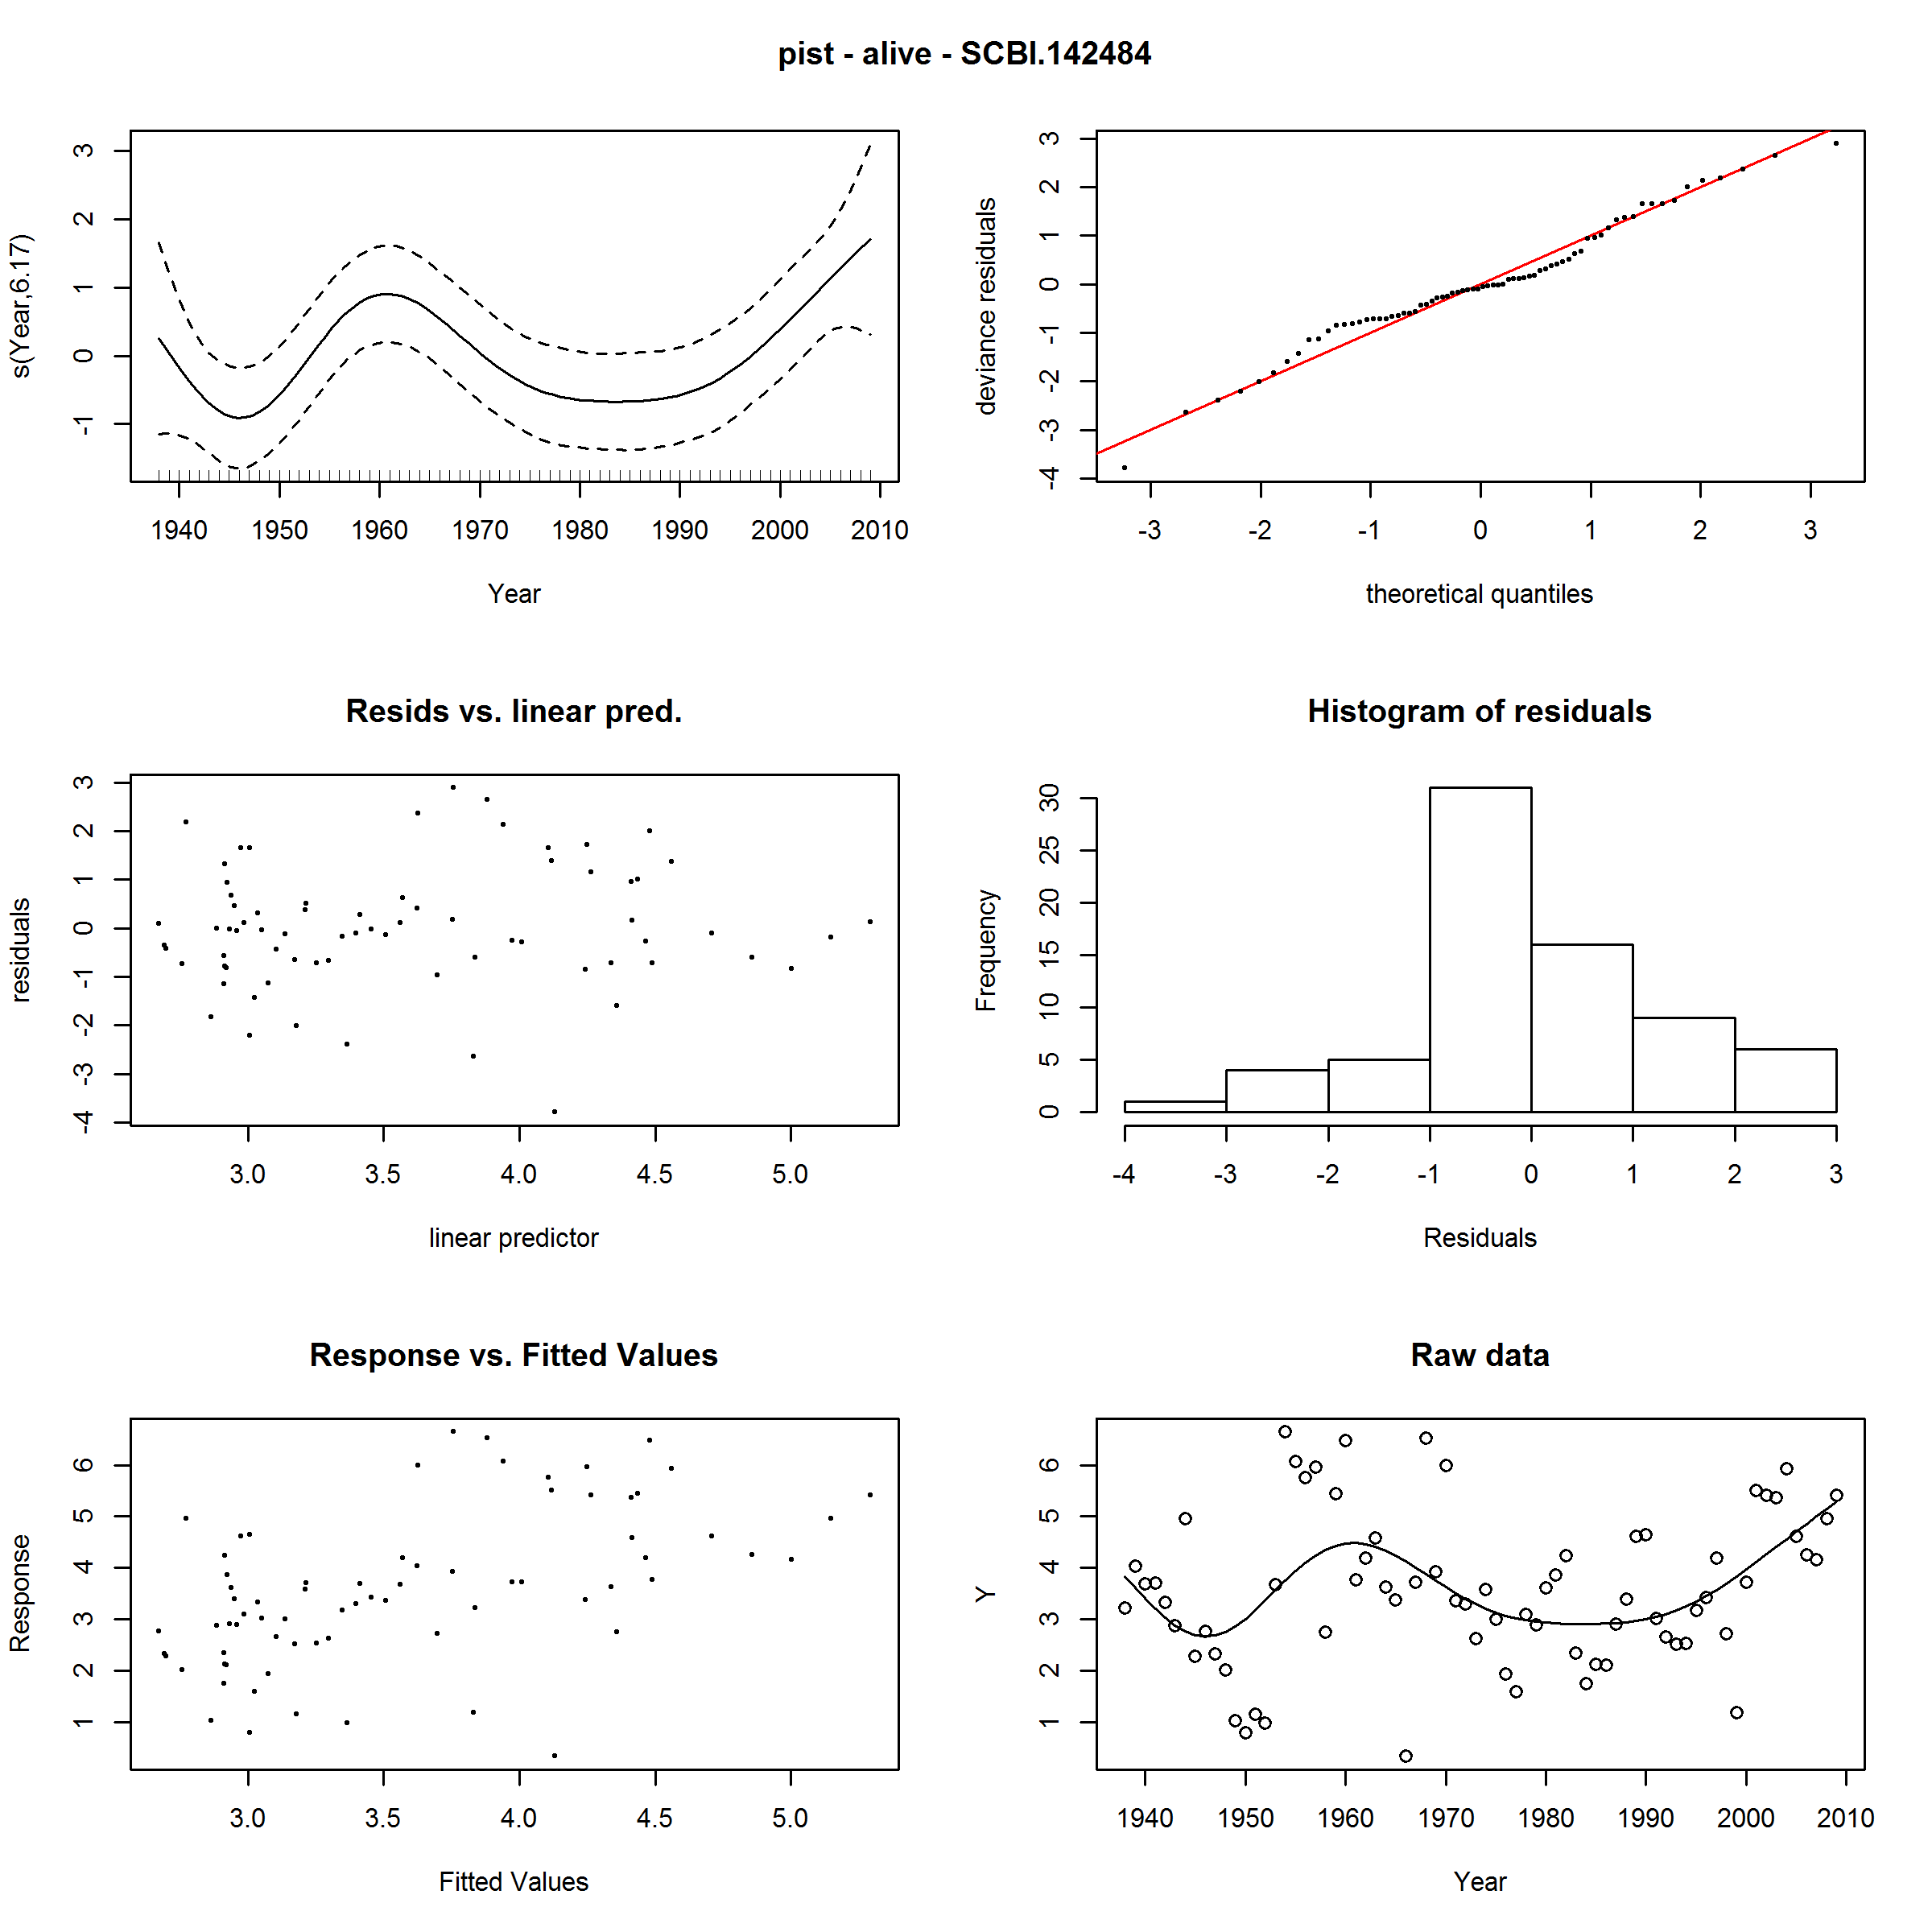 pist - alive - SCBI.142484
s(Year,6.17)
3
2
1
0
-1
1940 1950 1960 1970 1980 1990 2000 2010
Year
deviance residuals
3
2
1
0
-1
-2
-3
-4
-3 -2 -1 0 1 2 3
theoretical quantiles
Resids vs. linear pred.
residuals
3
2
1
0
-1
-2
-3
-4
3.0 3.5 4.0 4.5 5.0
linear predictor
Histogram of residuals
Frequency
30
25
20
15
10
5
0
-4 -3 -2 -1 0 1 2 3
Residuals
Response vs. Fitted Values
Response
6
5
4
3
2
1
3.0 3.5 4.0 4.5 5.0
Fitted Values
Raw data
Y
6
5
4
3
2
1
1940 1950 1960 1970 1980 1990 2000 2010
Year